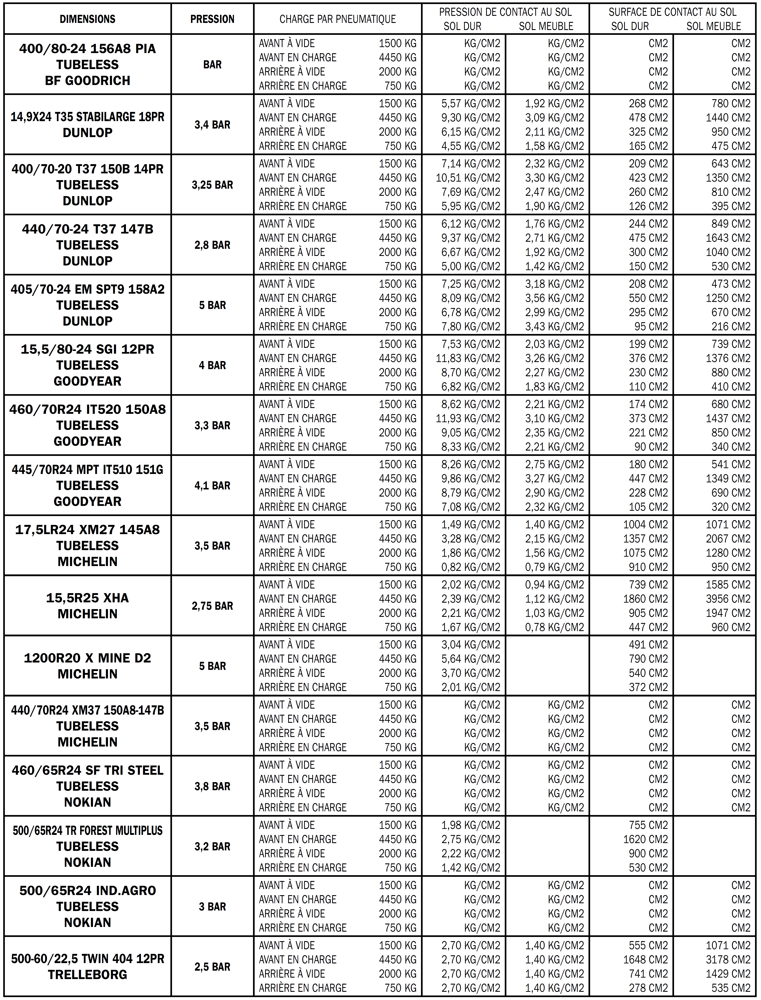 DIMENSIONS
PRESSION
CHARGE PAR PNEUMATIQUE
PRESSION DE CONTACT AU SOL
SOL DUR SOL MEUBLE
SURFACE DE CONTACT AU SOL
SOL DUR SOL MEUBLE
400/80-24 156A8 PIA
TUBELESS
BF GOODRICH
BAR
AVANT À VIDE 1500 KG KG/CM2 KG/CM2 CM2 CM2
AVANT EN CHARGE 4450 KG KG/CM2 KG/CM2 CM2 CM2
ARRIÈRE À VIDE 2000 KG KG/CM2 KG/CM2 CM2 CM2
ARRIÈRE EN CHARGE 750 KG KG/CM2 KG/CM2 CM2 CM2
14,9X24 T35 STABILARGE 18PR
DUNLOP
3,4 BAR
AVANT À VIDE 1500 KG 5,57 KG/CM2 1,92 KG/CM2 268 CM2 780 CM2
AVANT EN CHARGE 4450 KG 9,30 KG/CM2 3,09 KG/CM2 478 CM2 1440 CM2
ARRIÈRE À VIDE 2000 KG 6,15 KG/CM2 2,11 KG/CM2 325 CM2 950 CM2
ARRIÈRE EN CHARGE 750 KG 4,55 KG/CM2 1,58 KG/CM2 165 CM2 475 CM2
400/70-20 T37 150B 14PR
TUBELESS
DUNLOP
3,25 BAR
AVANT À VIDE 1500 KG 7,14 KG/CM2 2,32 KG/CM2 209 CM2 643 CM2
AVANT EN CHARGE 4450 KG 10,51 KG/CM2 3,30 KG/CM2 423 CM2 1350 CM2
ARRIÈRE À VIDE 2000 KG 7,69 KG/CM2 2,47 KG/CM2 260 CM2 810 CM2
ARRIÈRE EN CHARGE 750 KG 5,95 KG/CM2 1,90 KG/CM2 126 CM2 395 CM2
440/70-24 T37 147B
TUBELESS
DUNLOP
2,8 BAR
AVANT À VIDE 1500 KG 6,12 KG/CM2 1,76 KG/CM2 244 CM2 849 CM2
AVANT EN CHARGE 4450 KG 9,37 KG/CM2 2,71 KG/CM2 475 CM2 1643 CM2
ARRIÈRE À VIDE 2000 KG 6,67 KG/CM2 1,92 KG/CM2 300 CM2 1040 CM2
ARRIÈRE EN CHARGE 750 KG 5,00 KG/CM2 1,42 KG/CM2 150 CM2 530 CM2
405/70-24 EM SPT9 158A2
TUBELESS
DUNLOP
5 BAR
AVANT À VIDE 1500 KG 7,25 KG/CM2 3,18 KG/CM2 208 CM2 473 CM2
AVANT EN CHARGE 4450 KG 8,09 KG/CM2 3,56 KG/CM2 550 CM2 1250 CM2
ARRIÈRE À VIDE 2000 KG 6,78 KG/CM2 2,99 KG/CM2 295 CM2 670 CM2
ARRIÈRE EN CHARGE 750 KG 7,80 KG/CM2 3,43 KG/CM2 95 CM2 216 CM2
15,5/80-24 SGI 12PR
TUBELESS
GOODYEAR
4 BAR
AVANT À VIDE 1500 KG 7,53 KG/CM2 2,03 KG/CM2 199 CM2 739 CM2
AVANT EN CHARGE 4450 KG 11,83 KG/CM2 3,26 KG/CM2 376 CM2 1376 CM2
ARRIÈRE À VIDE 2000 KG 8,70 KG/CM2 2,27 KG/CM2 230 CM2 880 CM2
ARRIÈRE EN CHARGE 750 KG 6,82 KG/CM2 1,83 KG/CM2 110 CM2 410 CM2
460/70R24 IT520 150A8
TUBELESS
GOODYEAR
3,3 BAR
AVANT À VIDE 1500 KG 8,62 KG/CM2 2,21 KG/CM2 174 CM2 680 CM2
AVANT EN CHARGE 4450 KG 11,93 KG/CM2 3,10 KG/CM2 373 CM2 1437 CM2
ARRIÈRE À VIDE 2000 KG 9,05 KG/CM2 2,35 KG/CM2 221 CM2 850 CM2
ARRIÈRE EN CHARGE 750 KG 8,33 KG/CM2 2,21 KG/CM2 90 CM2 340 CM2
445/70R24 MPT IT510 151G
TUBELESS
GOODYEAR
4,1 BAR
AVANT À VIDE 1500 KG 8,26 KG/CM2 2,75 KG/CM2 180 CM2 541 CM2
AVANT EN CHARGE 4450 KG 9,86 KG/CM2 3,27 KG/CM2 447 CM2 1349 CM2
ARRIÈRE À VIDE 2000 KG 8,79 KG/CM2 2,90 KG/CM2 228 CM2 690 CM2
ARRIÈRE EN CHARGE 750 KG 7,08 KG/CM2 2,32 KG/CM2 105 CM2 320 CM2
17,5LR24 XM27 145A8
TUBELESS
MICHELIN
3,5 BAR
AVANT À VIDE 1500 KG 1,49 KG/CM2 1,40 KG/CM2 1004 CM2 1071 CM2
AVANT EN CHARGE 4450 KG 3,28 KG/CM2 2,15 KG/CM2 1357 CM2 2067 CM2
ARRIÈRE À VIDE 2000 KG 1,86 KG/CM2 1,56 KG/CM2 1075 CM2 1280 CM2
ARRIÈRE EN CHARGE 750 KG 0,82 KG/CM2 0,79 KG/CM2 910 CM2 950 CM2
15,5R25 XHA
MICHELIN
2,75 BAR
AVANT À VIDE 1500 KG 2,02 KG/CM2 0,94 KG/CM2 739 CM2 1585 CM2
AVANT EN CHARGE 4450 KG 2,39 KG/CM2 1,12 KG/CM2 1860 CM2 3956 CM2
ARRIÈRE À VIDE 2000 KG 2,21 KG/CM2 1,03 KG/CM2 905 CM2 1947 CM2
ARRIÈRE EN CHARGE 750 KG 1,67 KG/CM2 0,78 KG/CM2 447 CM2 960 CM2
1200R20 X MINE D2
MICHELIN
5 BAR
AVANT À VIDE 1500 KG 3,04 KG/CM2 491 CM2
AVANT EN CHARGE 4450 KG 5,64 KG/CM2 790 CM2
ARRIÈRE À VIDE 2000 KG 3,70 KG/CM2 540 CM2
ARRIÈRE EN CHARGE 750 KG 2,01 KG/CM2 372 CM2
440/70R24 XM37 150A8-147B
TUBELESS
MICHELIN
3,5 BAR
AVANT À VIDE 1500 KG KG/CM2 KG/CM2 CM2 CM2
AVANT EN CHARGE 4450 KG KG/CM2 KG/CM2 CM2 CM2
ARRIÈRE À VIDE 2000 KG KG/CM2 KG/CM2 CM2 CM2
ARRIÈRE EN CHARGE 750 KG KG/CM2 KG/CM2 CM2 CM2
460/65R24 SF TRI STEEL
TUBELESS
NOKIAN
3,8 BAR
AVANT À VIDE 1500 KG KG/CM2 KG/CM2 CM2 CM2
AVANT EN CHARGE 4450 KG KG/CM2 KG/CM2 CM2 CM2
ARRIÈRE À VIDE 2000 KG KG/CM2 KG/CM2 CM2 CM2
ARRIÈRE EN CHARGE 750 KG KG/CM2 KG/CM2 CM2 CM2
500/65R24 TR FOREST MULTIPLUS
TUBELESS
NOKIAN
3,2 BAR
AVANT À VIDE 1500 KG 1,98 KG/CM2 755 CM2
AVANT EN CHARGE 4450 KG 2,75 KG/CM2 1620 CM2
ARRIÈRE À VIDE 2000 KG 2,22 KG/CM2 900 CM2
ARRIÈRE EN CHARGE 750 KG 1,42 KG/CM2 530 CM2
500/65R24 IND.AGRO
TUBELESS
NOKIAN
3 BAR
AVANT À VIDE 1500 KG KG/CM2 KG/CM2 CM2 CM2
AVANT EN CHARGE 4450 KG KG/CM2 KG/CM2 CM2 CM2
ARRIÈRE À VIDE 2000 KG KG/CM2 KG/CM2 CM2 CM2
ARRIÈRE EN CHARGE 750 KG KG/CM2 KG/CM2 CM2 CM2
500-60/22,5 TWIN 404 12PR
TRELLEBORG
2,5 BAR
AVANT À VIDE 1500 KG 2,70 KG/CM2 1,40 KG/CM2 555 CM2 1071 CM2
AVANT EN CHARGE 4450 KG 2,70 KG/CM2 1,40 KG/CM2 1648 CM2 3178 CM2
ARRIÈRE À VIDE 2000 KG 2,70 KG/CM2 1,40 KG/CM2 741 CM2 1429 CM2
ARRIÈRE EN CHARGE 750 KG 2,70 KG/CM2 1,40 KG/CM2 278 CM2 535 CM2